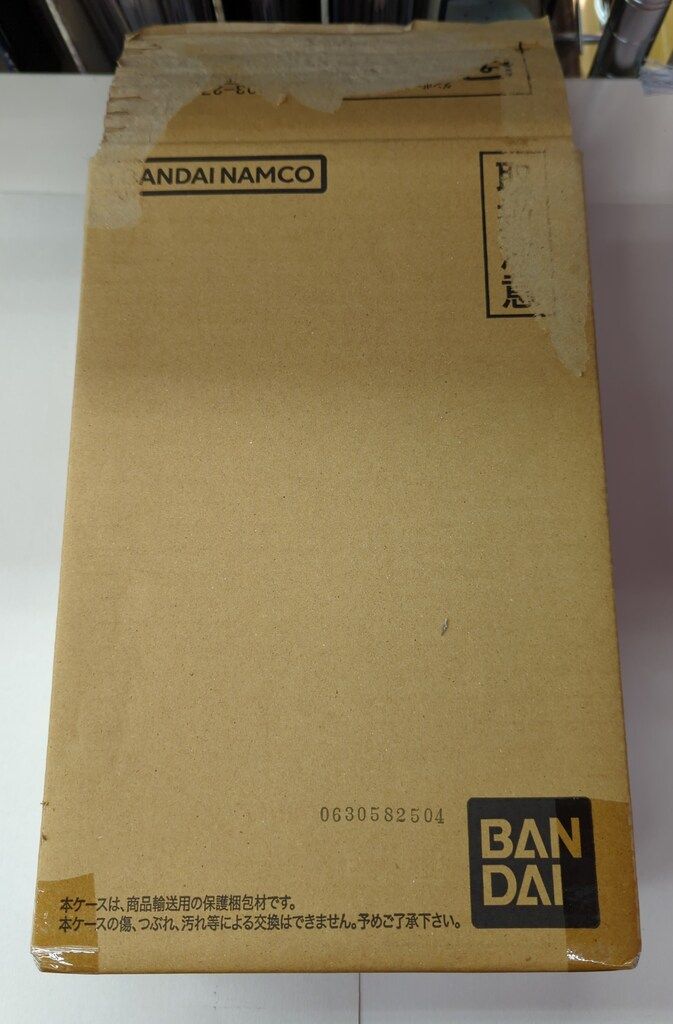 ANDAI NAMCO
意
0630582504
BAN
DAI
本ケースは、商品輸送用の保護梱包材です。
本ケースの傷、つぶれ、汚れ等による交換はできません。予めご了承下さい。